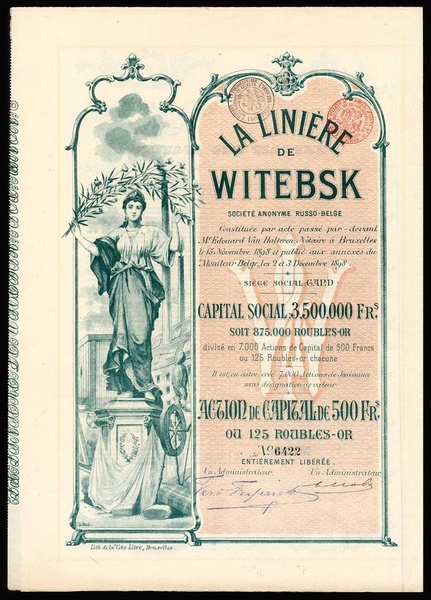 LA LINIÈRE
DE
WITEBSK
SOCIÉTÉ ANONYME RUSSO-BELGE
Constituée par acte passé par-devant
Mᵉ Edouard Van Halteren, Notaire à Bruxelles
le 15 Novembre 1898 et publié aux annexes du
Moniteur Belge, les 2 et 3 Décembre 1898.
SIÈGE SOCIAL: GAND
CAPITAL SOCIAL: 3,500,000 FRˢ
SOIT 875.000 ROUBLES-OR
divisé en 7,000 Actions de Capital de 500 Francs
ou 125 Roubles-or chacune
Il est, en outre, créé 7,000 Actions de Jouissance
sans désignation de valeur
ACTION DE CAPITAL DE 500 FRˢ
OU 125 ROUBLES-OR
Nº 6422
ENTIÈREMENT LIBÉRÉE.
Un Administrateur, Un Administrateur,
Lith. de la "Cote Libre", Bruxelles.